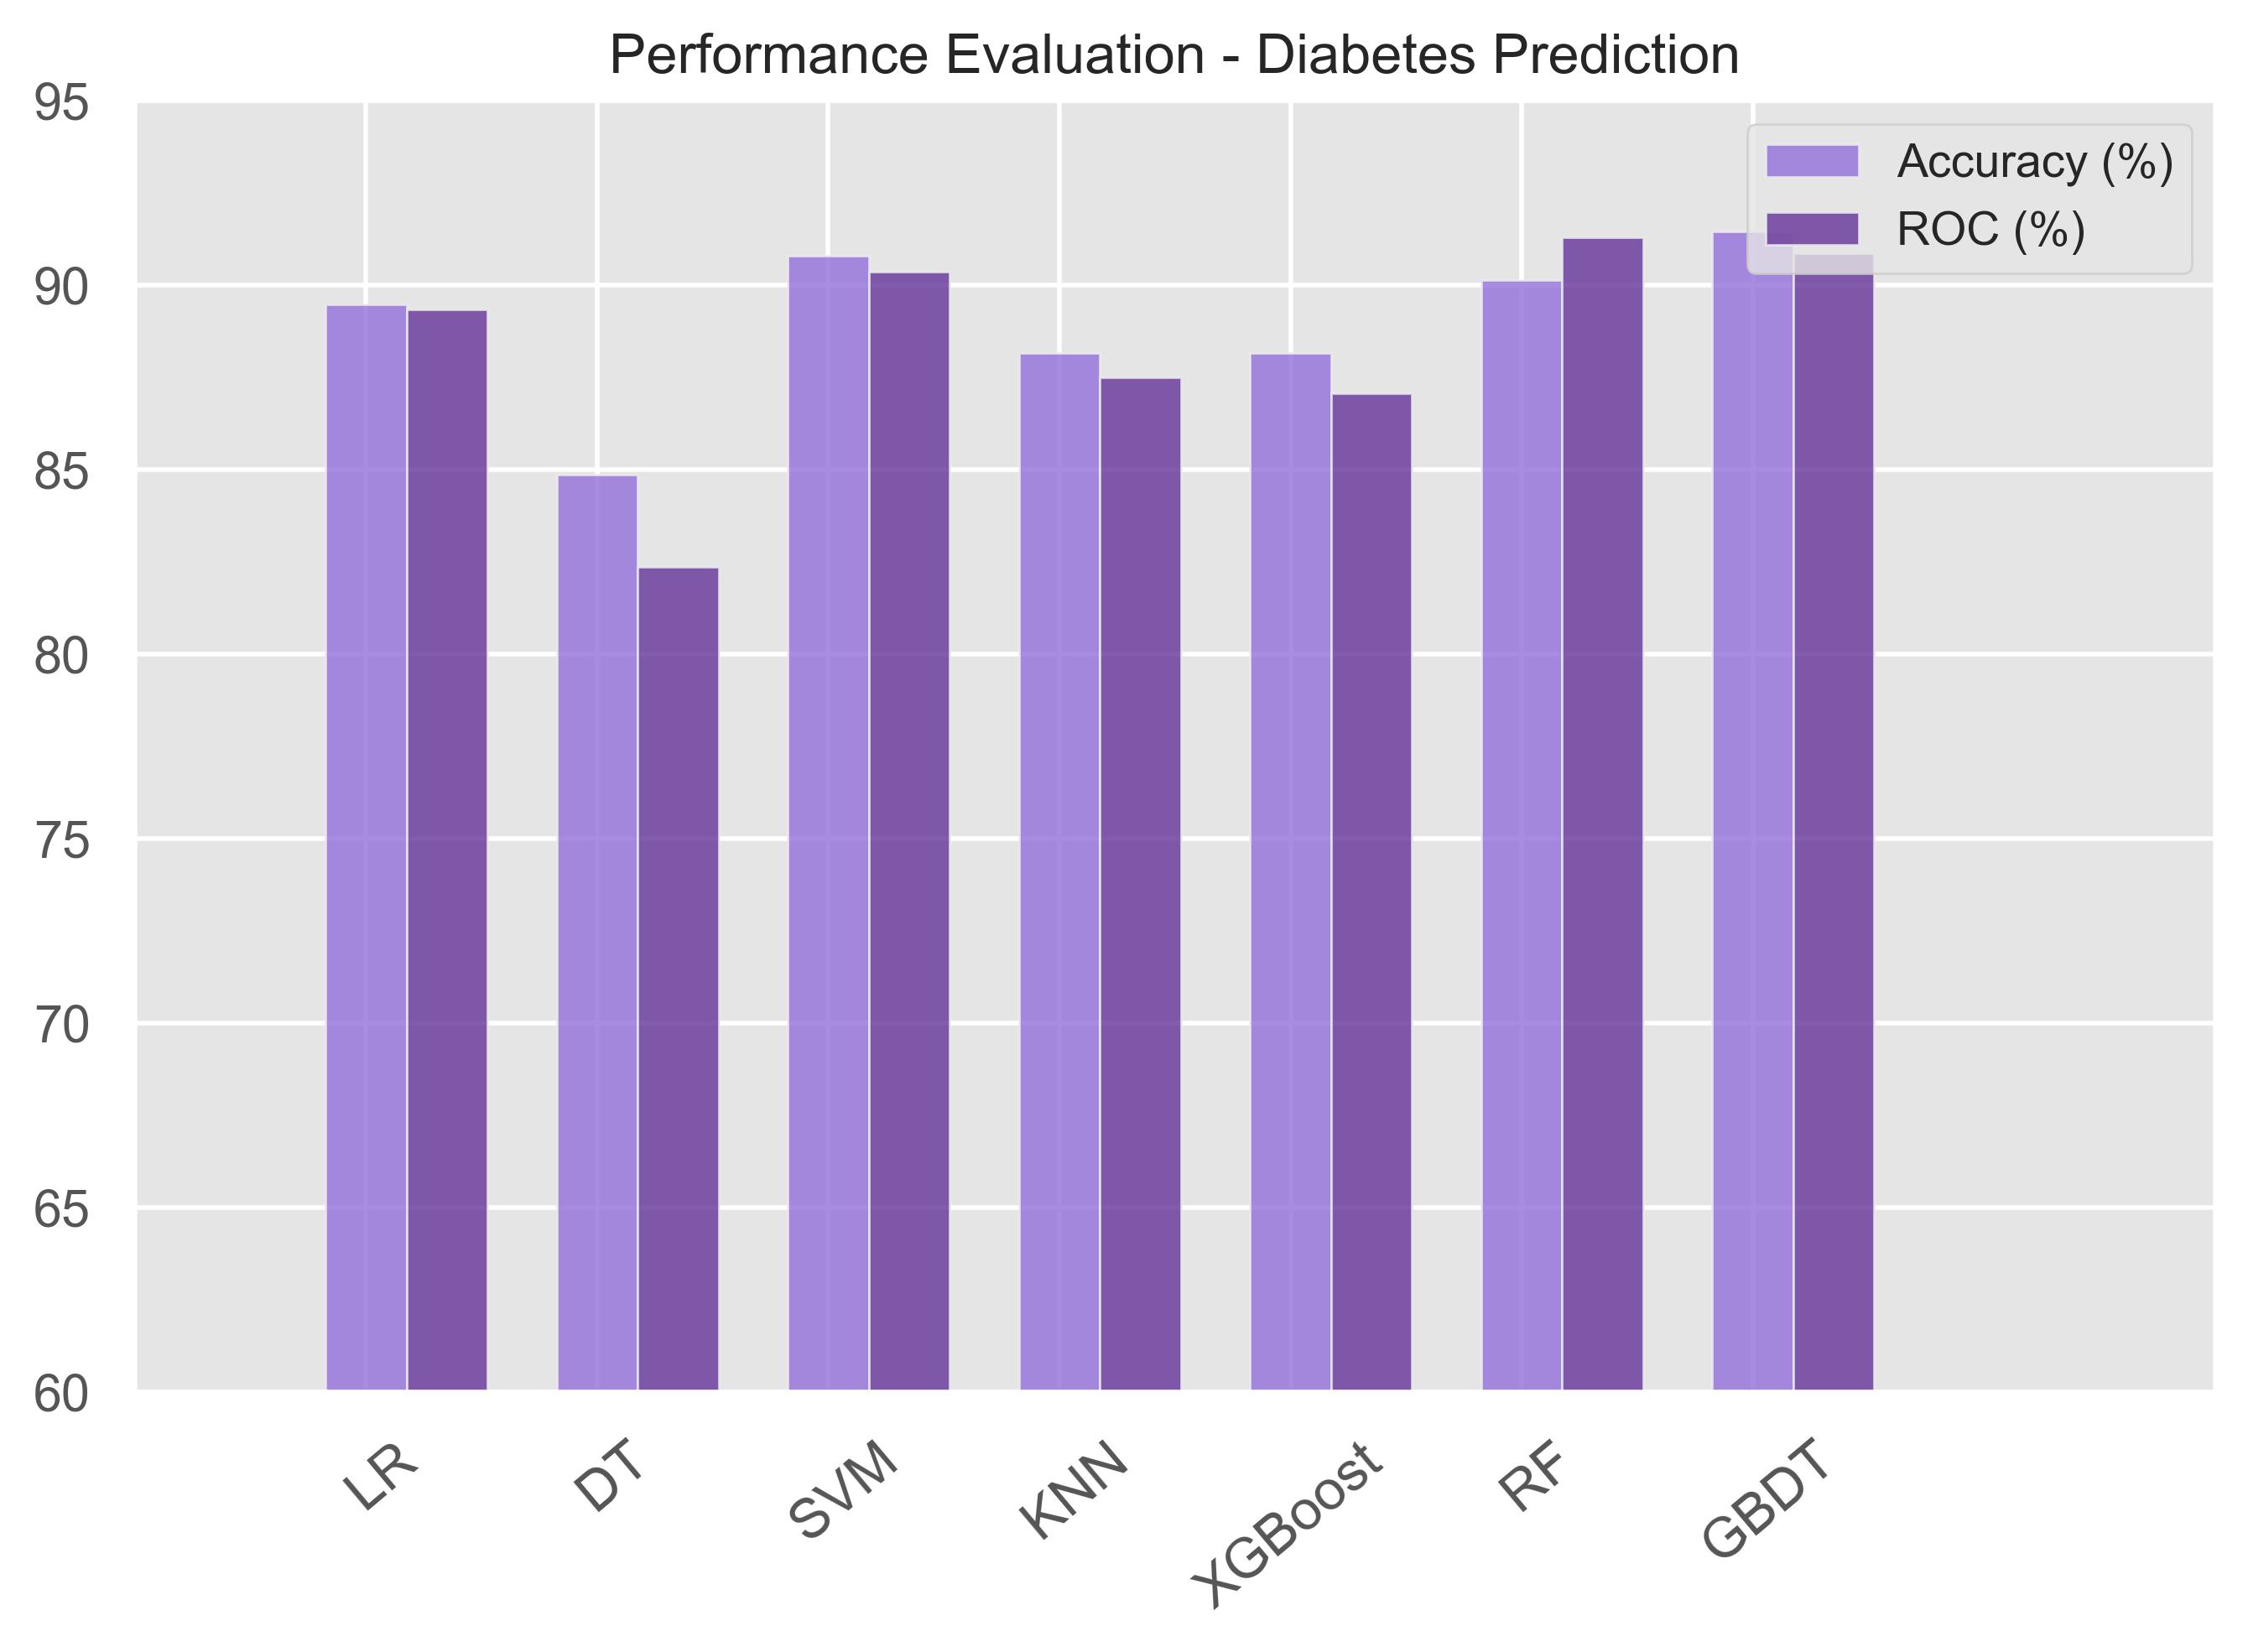 Performance Evaluation - Diabetes Prediction
95
90
85
80
75
70
65
60
Accuracy (%)
ROC (%)
LR
DT
SVM
KNN
XGBoost
RF
GBDT